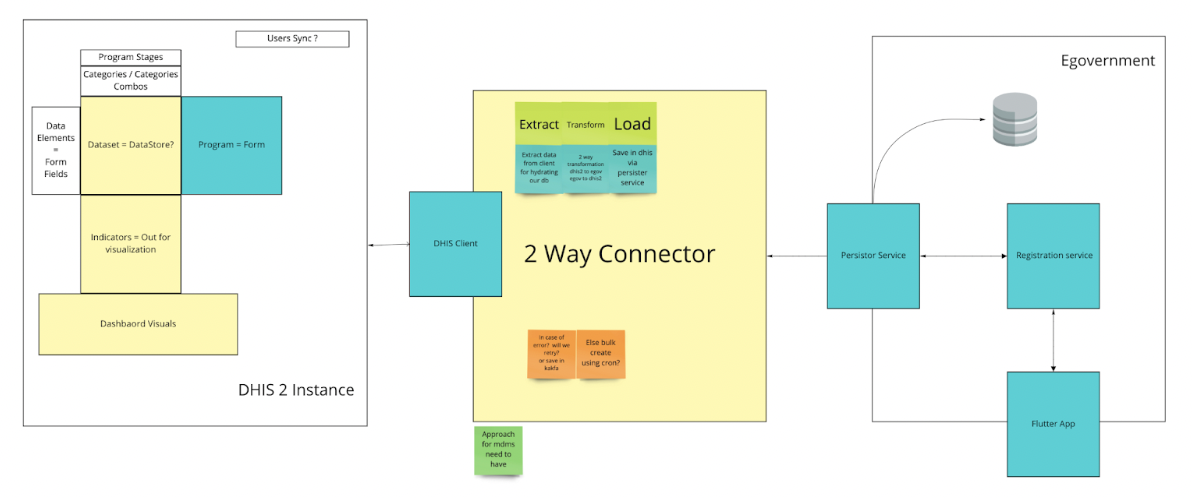 Users Sync ?
Program Stages
Categories / Categories
Combos
Data
Elements
=
Form
Fields
Dataset = DataStore?
Program = Form
Indicators = Out for
visualization
Dashbaord Visuals
DHIS 2 Instance
DHIS Client
Extract
Transform
Load
Extract data
from client
for hydrating
our db
2 way
transformation
dhis2 to egov
egov to dhis2
Save in dhis
via
persister
service
2 Way Connector
In case of
error? will we
retry?
or save in
kakfa
Else bulk
create
using cron?
Approach
for mdms
need to
have
Egovernment
Persistor Service
Registration service
Flutter App